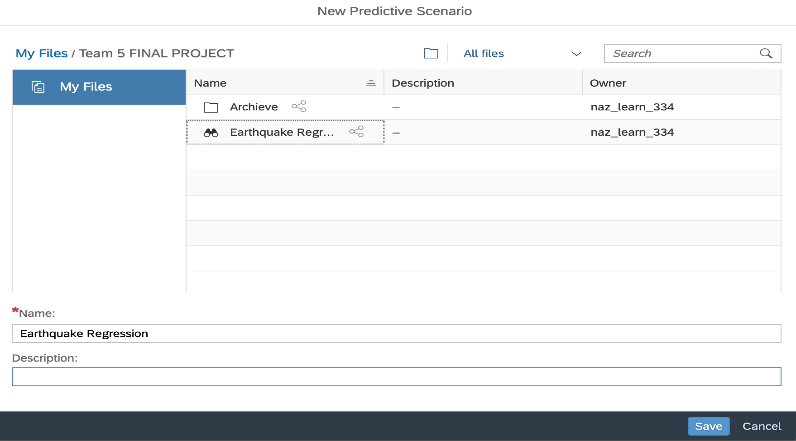 New Predictive Scenario
My Files / Team 5 FINAL PROJECT
All files
Search
My Files
Name
Description
Owner
Archieve
–
naz_learn_334
Earthquake Regr...
–
naz_learn_334
*Name:
Earthquake Regression
Description:
Save
Cancel